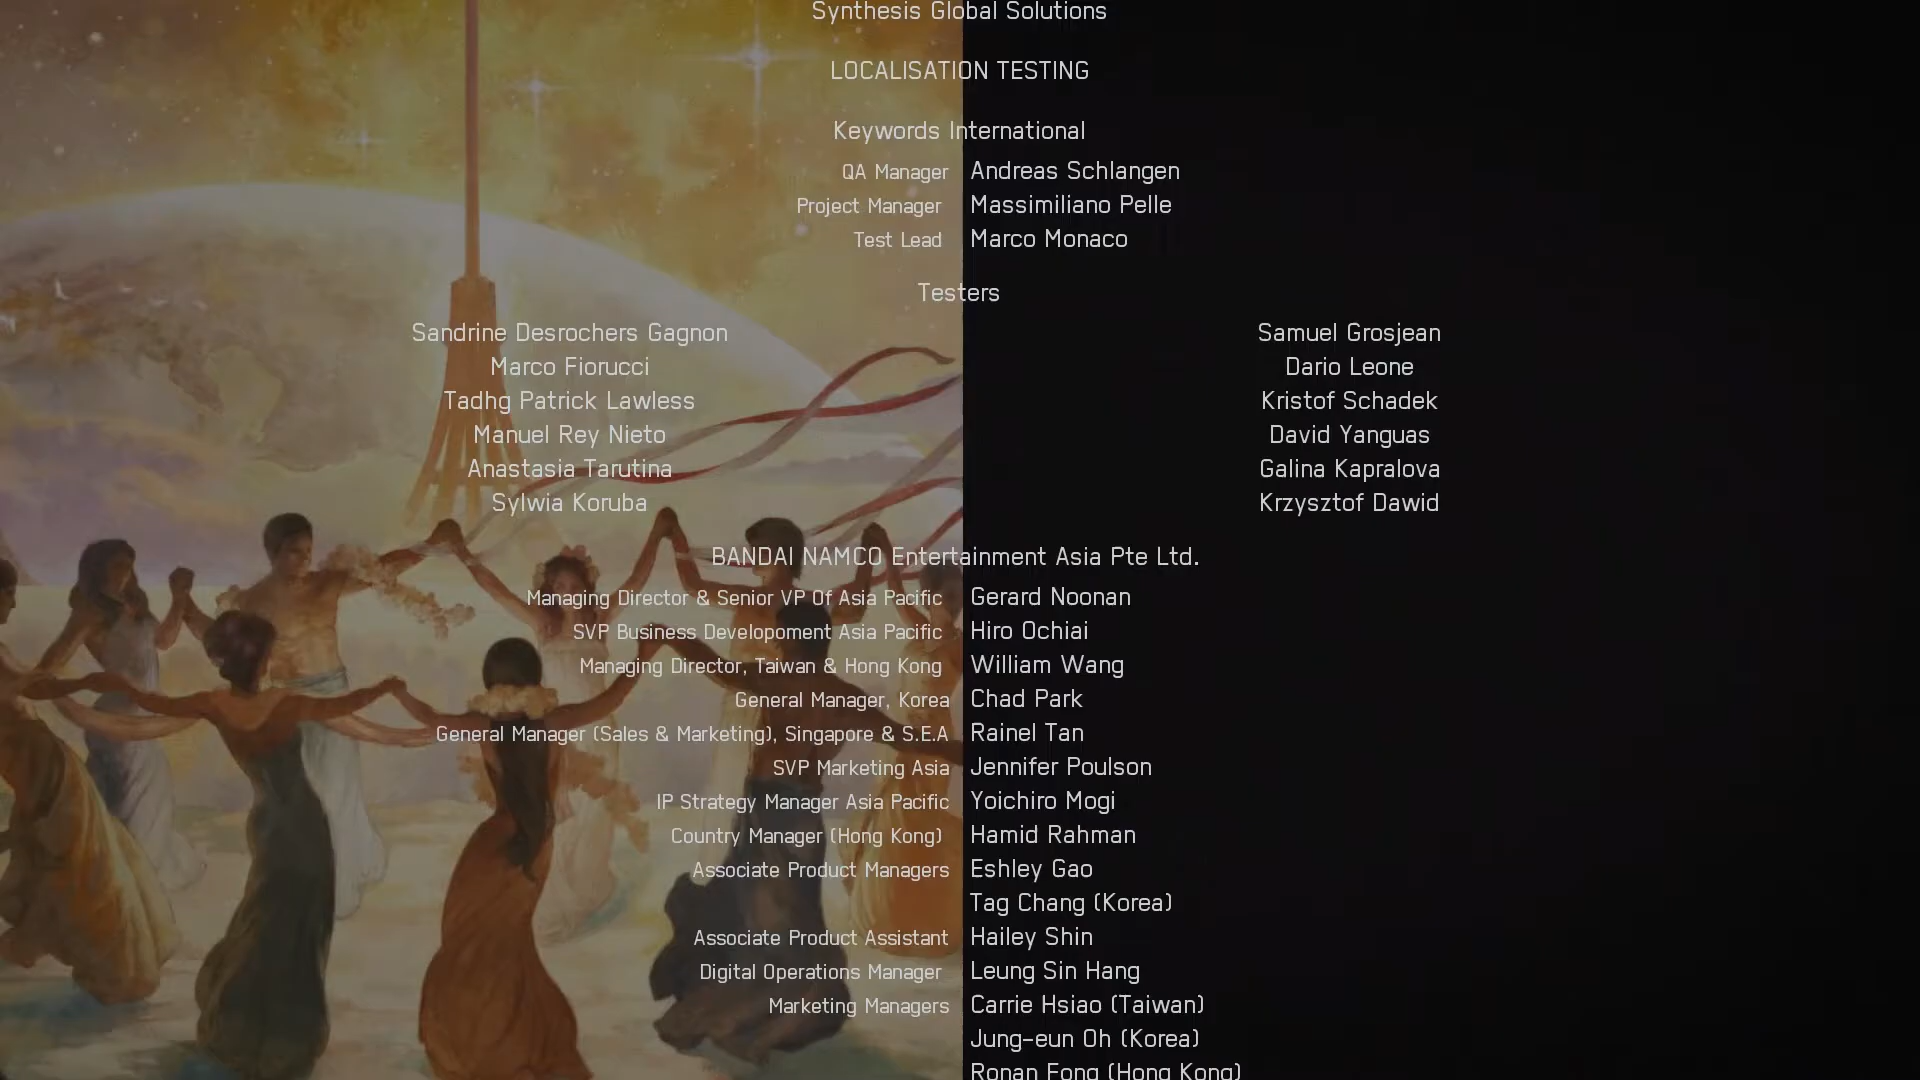 Synthesis Global Solutions
LOCALISATION TESTING
Keywords International
QA Manager Andreas Schlangen
Project Manager Massimiliano Pelle
Test Lead Marco Monaco
Testers
Sandrine Desrochers Gagnon Samuel Grosjean
Marco Fiorucci Dario Leone
Tadhg Patrick Lawless Kristof Schadek
Manuel Rey Nieto David Yanguas
Anastasia Tarutina Galina Kapralova
Sylwia Koruba Krzysztof Dawid
BANDAI NAMCO Entertainment Asia Pte Ltd.
Managing Director & Senior VP Of Asia Pacific Gerard Noonan
SVP Business Developoment Asia Pacific Hiro Ochiai
Managing Director, Taiwan & Hong Kong William Wang
General Manager, Korea Chad Park
General Manager (Sales & Marketing), Singapore & S.E.A Rainel Tan
SVP Marketing Asia Jennifer Poulson
IP Strategy Manager Asia Pacific Yoichiro Mogi
Country Manager (Hong Kong) Hamid Rahman
Associate Product Managers Eshley Gao
Tag Chang (Korea)
Associate Product Assistant Hailey Shin
Digital Operations Manager Leung Sin Hang
Marketing Managers Carrie Hsiao (Taiwan)
Jung-eun Oh (Korea)
Ronan Fong (Hong Kong)